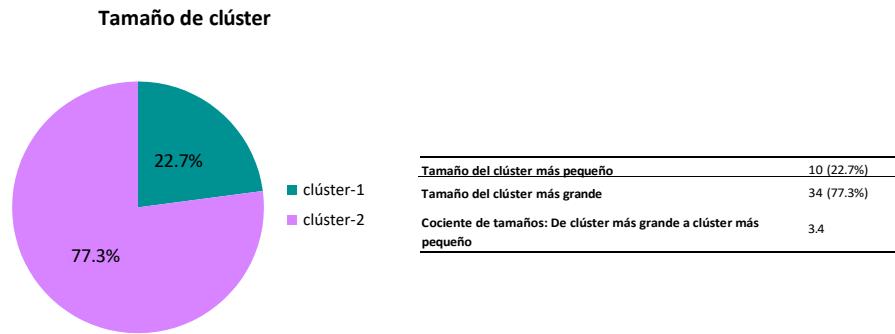 Tamaño de clúster
22.7%
77.3%
clúster-1
clúster-2
Tamaño del clúster más pequeño 10 (22.7%)
Tamaño del clúster más grande 34 (77.3%)
Cociente de tamaños: De clúster más grande a clúster más
pequeño
3.4